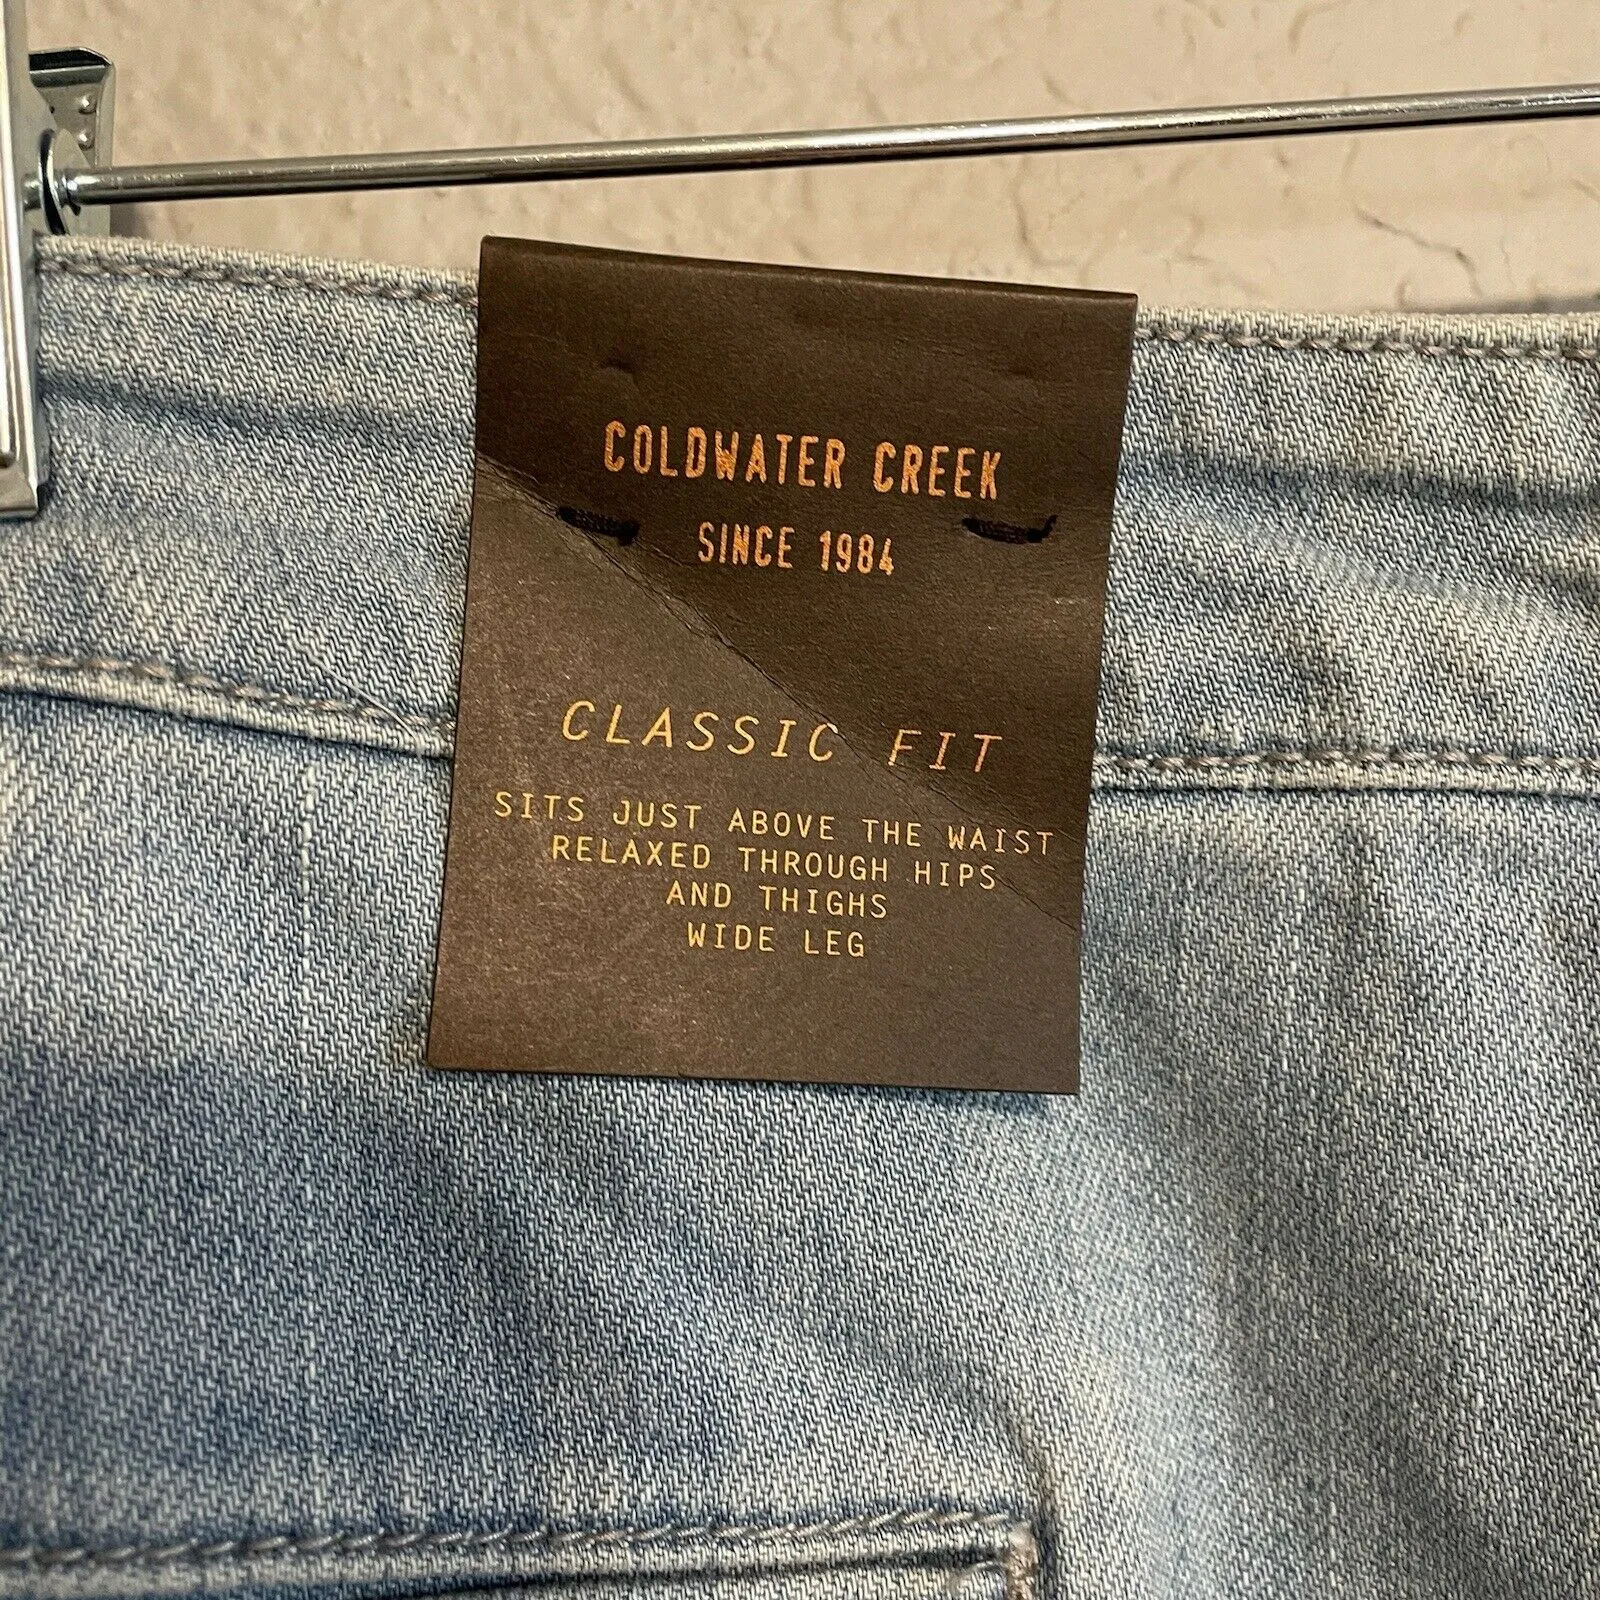 COLDWATER CREEK
SINCE 1984
CLASSIC FIT
SITS JUST ABOVE THE WAIST
RELAXED THROUGH HIPS
AND THIGHS
WIDE LEG